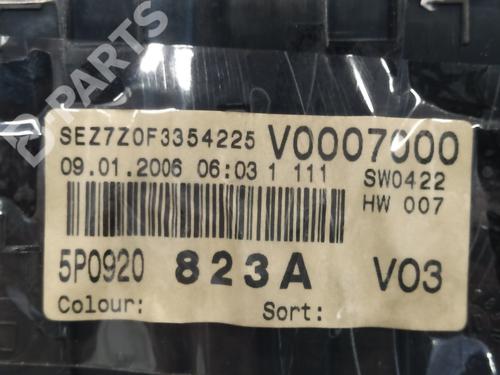 B-PARTS
SEZ7Z0F3354225 V0007000
09.01.2006 06:03 1 111 SW0422
HW 007
5P0920 823A V03
Colour: Sort: